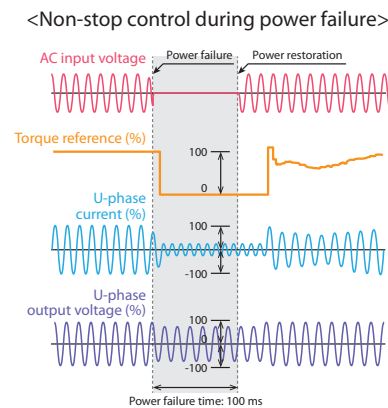 <Non-stop control during power failure>
Power failure
Power restoration
AC input voltage
Torque reference (%)
100
0
U-phase
current (%)
100
0
-100
U-phase
output voltage (%)
100
0
-100
Power failure time: 100 ms